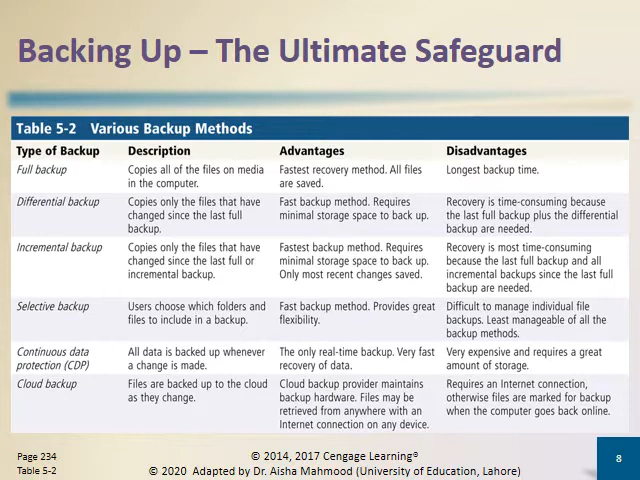 Backing Up – The Ultimate Safeguard
Table 5-2 Various Backup Methods
Type of Backup Description Advantages Disadvantages
Full backup Copies all of the files on media Fastest recovery method. All files Longest backup time.
in the computer. are saved.
Differential backup Copies only the files that have Fast backup method. Requires Recovery is time-consuming because
changed since the last full minimal storage space to back up. the last full backup plus the differential
backup. backup are needed.
Incremental backup Copies only the files that have Fastest backup method. Requires Recovery is most time-consuming
changed since the last full or minimal storage space to back up. because the last full backup and all
incremental backup. Only most recent changes saved. incremental backups since the last full
backup are needed.
Selective backup Users choose which folders and Fast backup method. Provides great Difficult to manage individual file
files to include in a backup. flexibility. backups. Least manageable of all the
backup methods.
Continuous data All data is backed up whenever The only real-time backup. Very fast Very expensive and requires a great
protection (CDP) a change is made. recovery of data. amount of storage.
Cloud backup Files are backed up to the cloud Cloud backup provider maintains Requires an Internet connection,
as they change. backup hardware. Files may be otherwise files are marked for backup
retrieved from anywhere with an when the computer goes back online.
Internet connection on any device.
Page 234
Table 5-2
© 2014, 2017 Cengage Learning®
© 2020 Adapted by Dr. Aisha Mahmood (University of Education, Lahore)
8